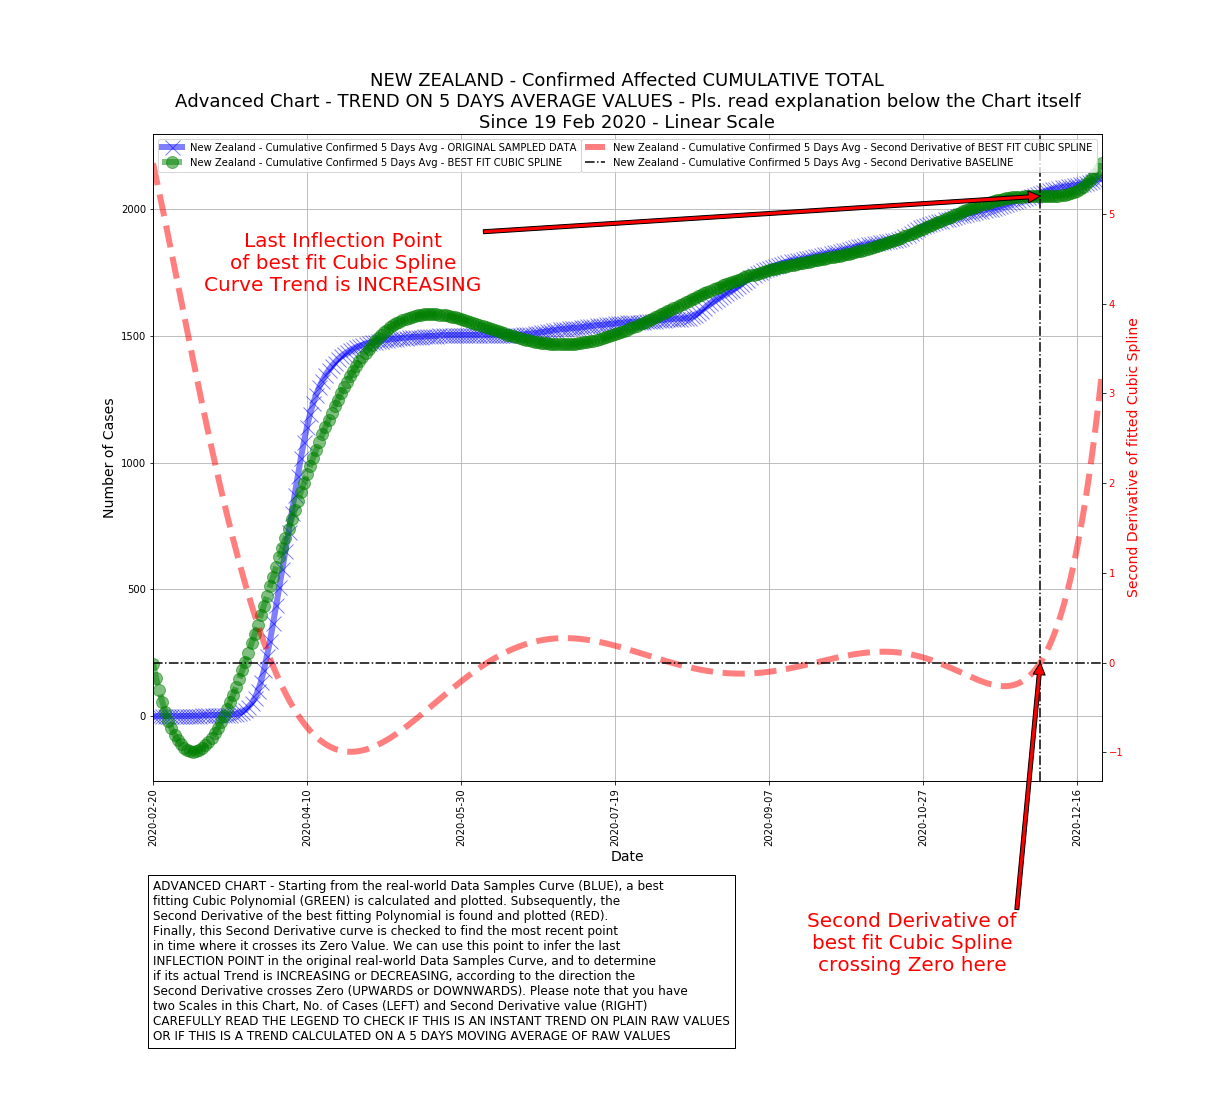 NEW ZEALAND - Confirmed Affected CUMULATIVE TOTAL
Advanced Chart - TREND ON 5 DAYS AVERAGE VALUES - Pls. read explanation below the Chart itself
Since 19 Feb 2020 - Linear Scale
New Zealand - Cumulative Confirmed 5 Days Avg - ORIGINAL SAMPLED DATA
New Zealand - Cumulative Confirmed 5 Days Avg - BEST FIT CUBIC SPLINE
New Zealand - Cumulative Confirmed 5 Days Avg - Second Derivative of BEST FIT CUBIC SPLINE
New Zealand - Cumulative Confirmed 5 Days Avg - Second Derivative BASELINE
Last Inflection Point
of best fit Cubic Spline
Curve Trend is INCREASING
Number of Cases
2000
1500
1000
500
0
5
4
3
2
1
0
−1
Second Derivative of fitted Cubic Spline
2020-02-20
2020-04-10
2020-05-30
2020-07-19
2020-09-07
2020-10-27
2020-12-16
Date
ADVANCED CHART - Starting from the real-world Data Samples Curve (BLUE), a best
fitting Cubic Polynomial (GREEN) is calculated and plotted. Subsequently, the
Second Derivative of the best fitting Polynomial is found and plotted (RED).
Finally, this Second Derivative curve is checked to find the most recent point
in time where it crosses its Zero Value. We can use this point to infer the last
INFLECTION POINT in the original real-world Data Samples Curve, and to determine
if its actual Trend is INCREASING or DECREASING, according to the direction the
Second Derivative crosses Zero (UPWARDS or DOWNWARDS). Please note that you have
two Scales in this Chart, No. of Cases (LEFT) and Second Derivative value (RIGHT)
CAREFULLY READ THE LEGEND TO CHECK IF THIS IS AN INSTANT TREND ON PLAIN RAW VALUES
OR IF THIS IS A TREND CALCULATED ON A 5 DAYS MOVING AVERAGE OF RAW VALUES
Second Derivative of
best fit Cubic Spline
crossing Zero here